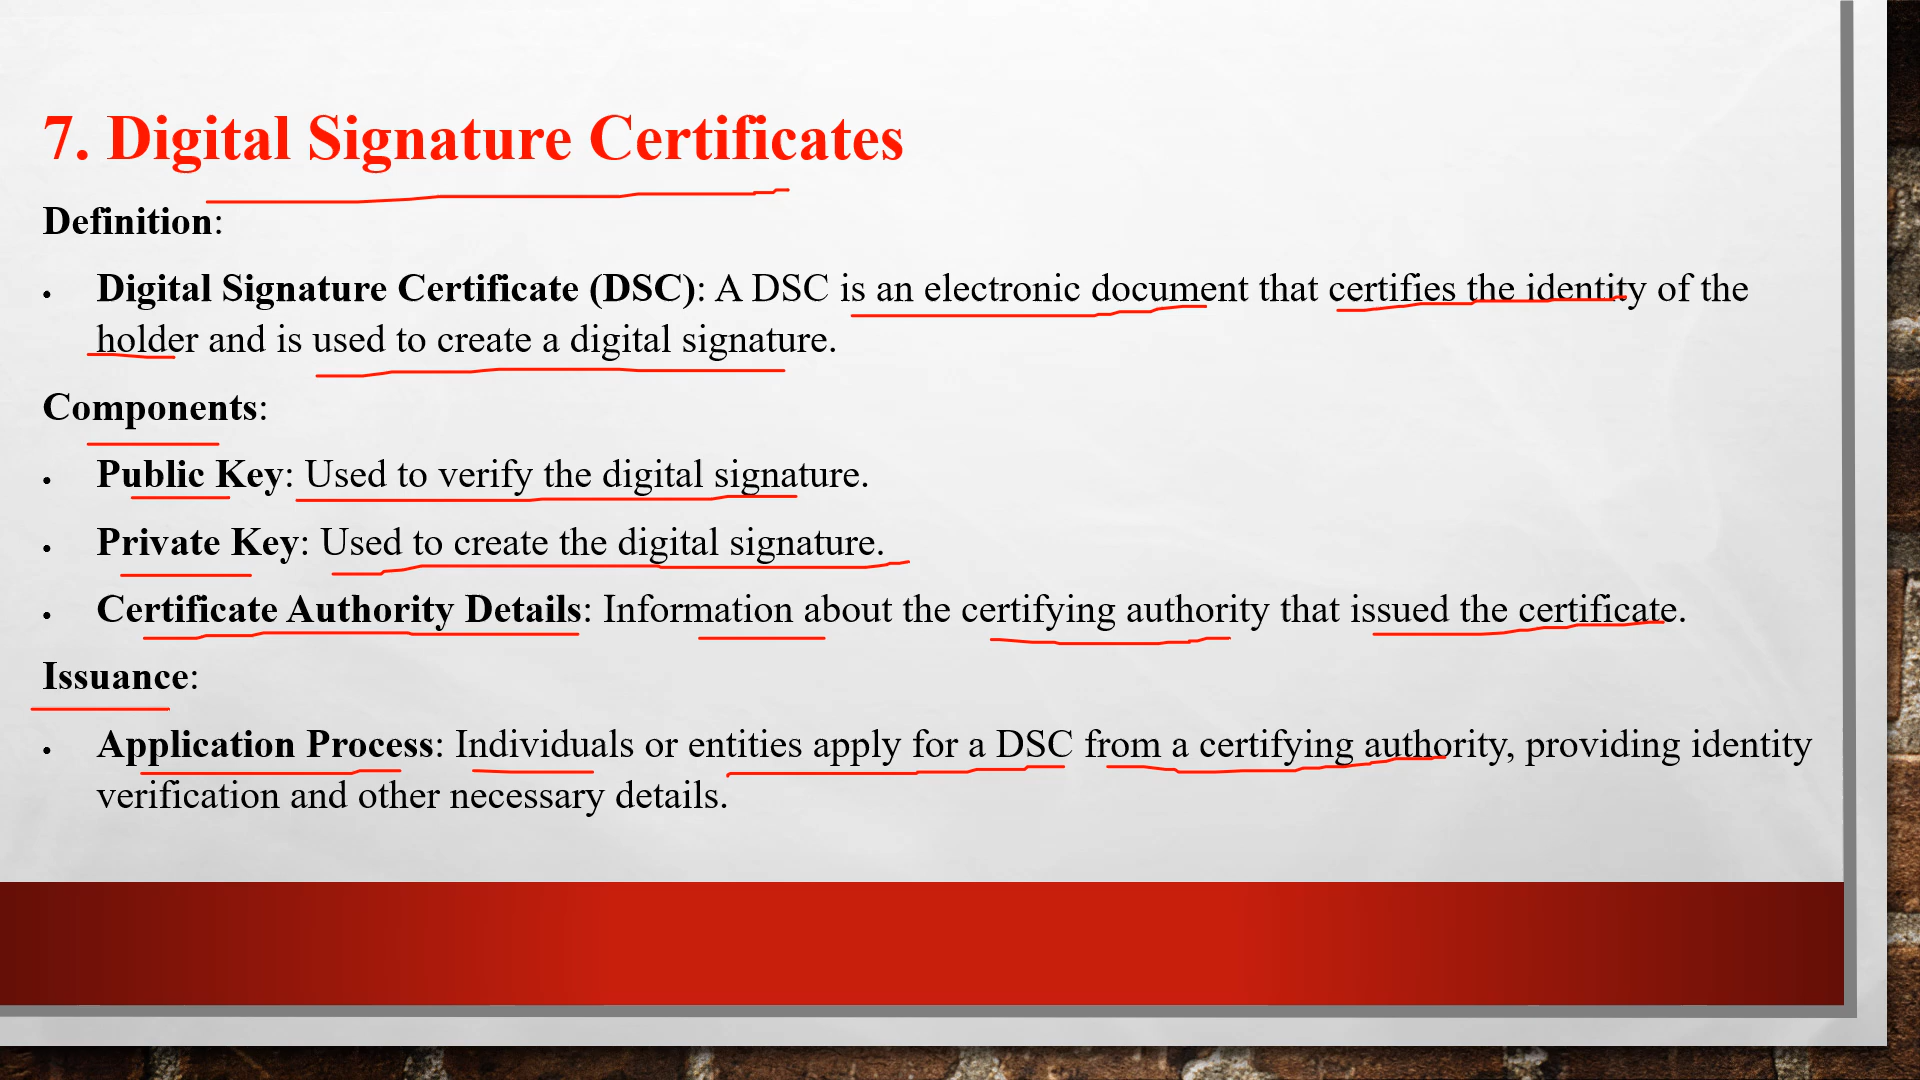 7. Digital Signature Certificates
Definition:
• Digital Signature Certificate (DSC): A DSC is an electronic document that certifies the identity of the
holder and is used to create a digital signature.
Components:
• Public Key: Used to verify the digital signature.
• Private Key: Used to create the digital signature.
• Certificate Authority Details: Information about the certifying authority that issued the certificate.
Issuance:
• Application Process: Individuals or entities apply for a DSC from a certifying authority, providing identity
verification and other necessary details.